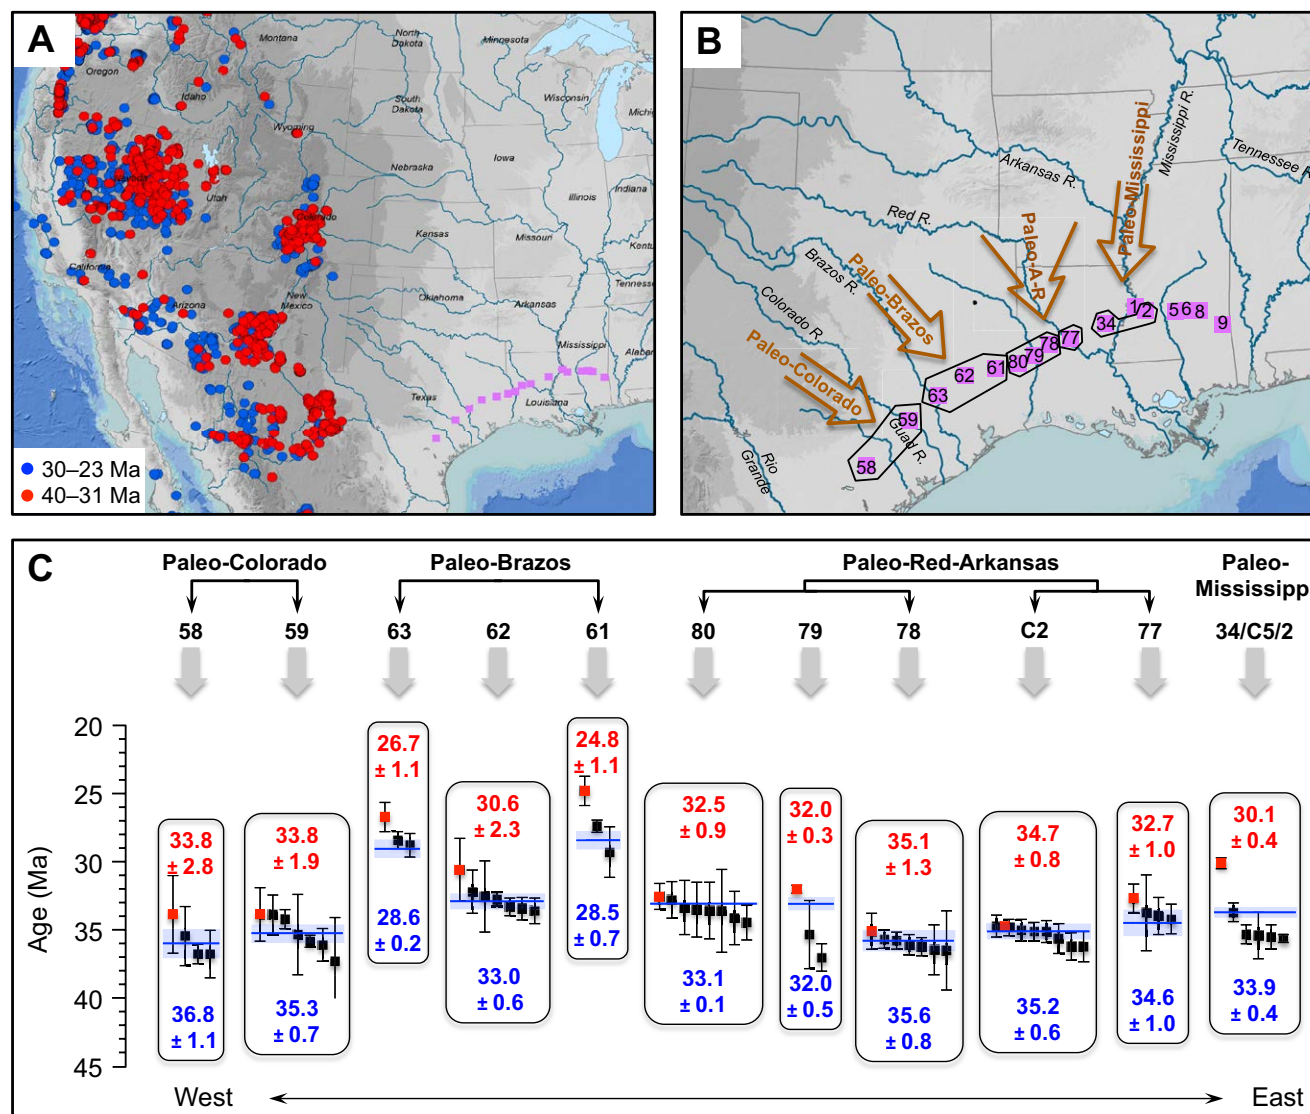 A
Montana
North
Dakota
Minnesota
Oregon
Idaho
South
Dakota
Wisconsin
Michi
Wyoming
Nebraska
Iowa
Nevada
Utah
Illinois
Indiana
Colorado
Kansas
Missouri
Kentu
California
Arizona
New
Mexico
Oklahoma
Arkansas
Tenness
Mississippi
Alabar
Texas
Louisiana
30–23 Ma
40–31 Ma
B
Arkansas R.
Mississippi R.
Tennessee R
Paleo-Mississippi
Red R.
Paleo-A-R
Brazos R.
Paleo-Brazos
Colorado R.
Paleo-Colorado
Guad R.
Rio
Grande
1/2
5 6 8
9
34
77
78
79
80
61
62
63
59
58
C
Paleo-Colorado
Paleo-Brazos
Paleo-Red-Arkansas
Paleo-
Mississipp
58 59 63 62 61 80 79 78 C2 77 34/C5/2
Age (Ma)
20
25
30
35
40
45
33.8
± 2.8
36.8
± 1.1
33.8
± 1.9
35.3
± 0.7
26.7
± 1.1
28.6
± 0.2
30.6
± 2.3
33.0
± 0.6
24.8
± 1.1
28.5
± 0.7
32.5
± 0.9
33.1
± 0.1
32.0
± 0.3
32.0
± 0.5
35.1
± 1.3
35.6
± 0.8
34.7
± 0.8
35.2
± 0.6
32.7
± 1.0
34.6
± 1.0
30.1
± 0.4
33.9
± 0.4
West
East